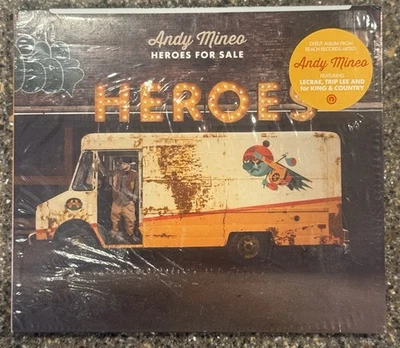 Andy Mineo
HEROES FOR SALE
DEBUT ALBUM FROM
REACH RECORDS ARTIST
Andy Mineo
FEATURING
LECRAE, TRIP LEE AND
for KING & COUNTRY
HEROES